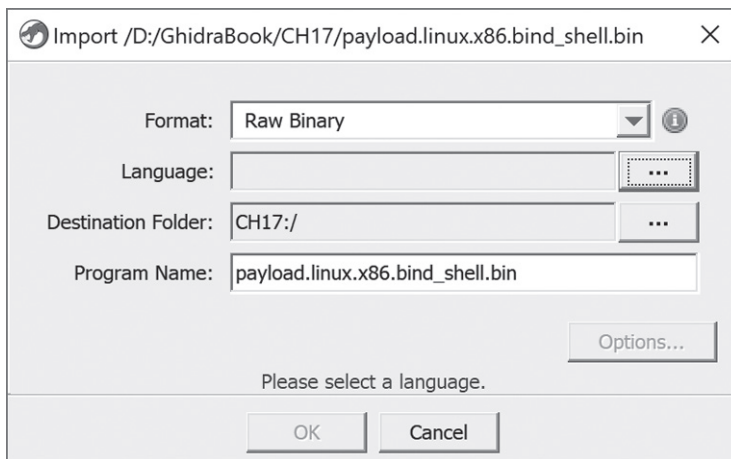 Import /D:/GhidraBook/CH17/payload.linux.x86.bind_shell.bin
Format: Raw Binary
Language: ...
Destination Folder: CH17:/ ...
Program Name: payload.linux.x86.bind_shell.bin
Options...
Please select a language.
OK Cancel